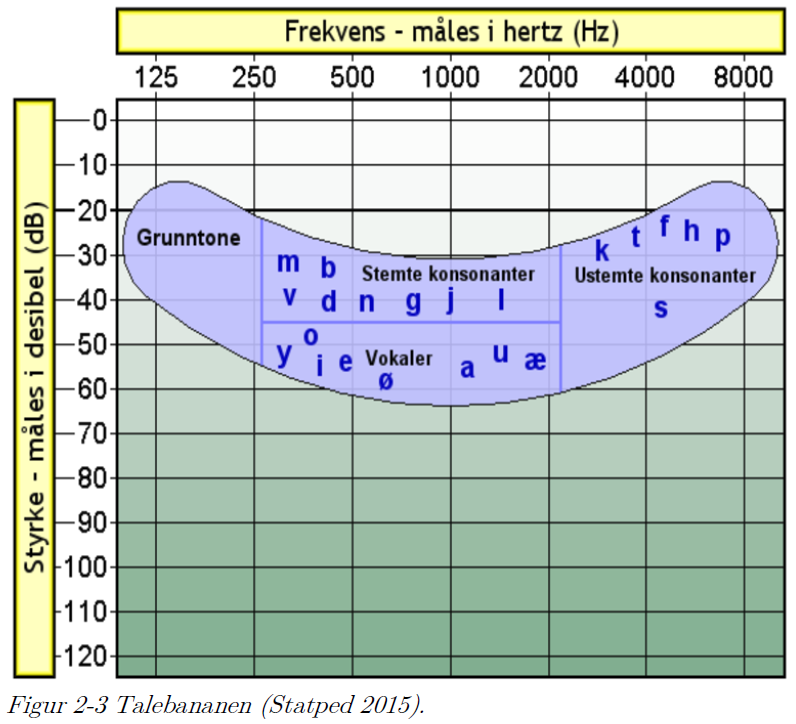 Frekvens - måles i hertz (Hz)
125 250 500 1000 2000 4000 8000
Styrke - måles i desibel (dB)
0
10
20
30
40
50
60
70
80
90
100
110
120
Grunntone
m b
Stemte konsonanter
v d n g j l
k t f h p
Ustemte konsonanter
s
y o i e
Vokaler
ø a u æ
Figur 2-3 Talebananen (Statped 2015).